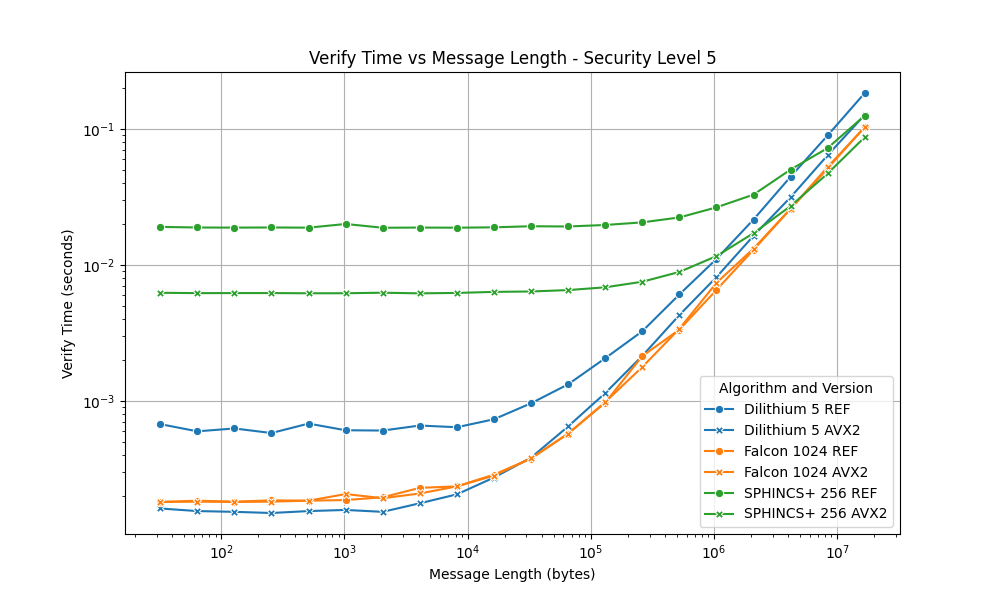 Verify Time vs Message Length - Security Level 5
Verify Time (seconds)
10⁻¹
10⁻²
10⁻³
10²
10³
10⁴
10⁵
10⁶
10⁷
Message Length (bytes)
Algorithm and Version
Dilithium 5 REF
Dilithium 5 AVX2
Falcon 1024 REF
Falcon 1024 AVX2
SPHINCS+ 256 REF
SPHINCS+ 256 AVX2